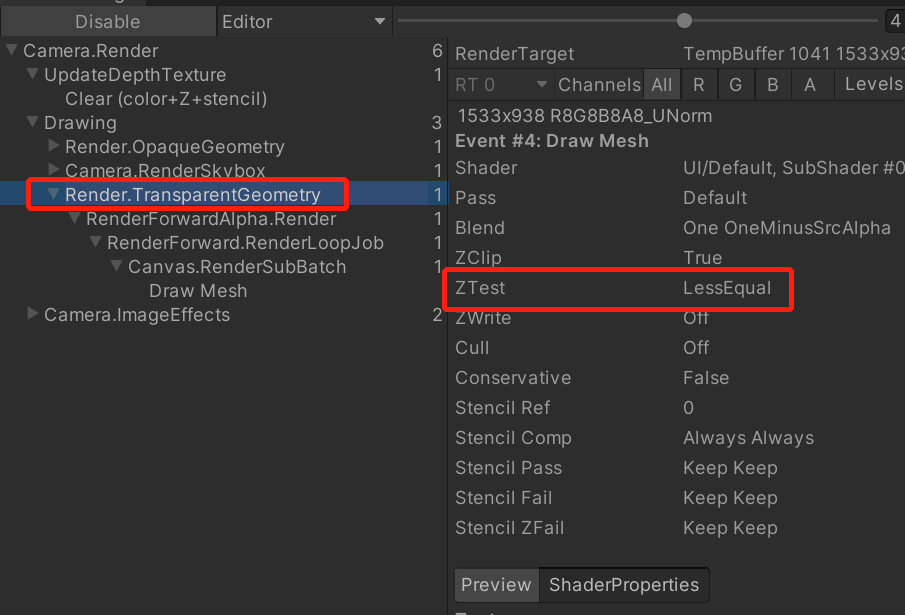 Disable Editor 4
Camera.Render 6
UpdateDepthTexture 1
Clear (color+Z+stencil)
Drawing 3
Render.OpaqueGeometry 1
Camera.RenderSkybox 1
Render.TransparentGeometry 1
RenderForwardAlpha.Render 1
RenderForward.RenderLoopJob 1
Canvas.RenderSubBatch 1
Draw Mesh
Camera.ImageEffects 2
RenderTarget TempBuffer 1041 1533x93
RT 0 Channels All R G B A Levels
1533x938 R8G8B8A8_UNorm
Event #4: Draw Mesh
Shader UI/Default, SubShader #0
Pass Default
Blend One OneMinusSrcAlpha
ZClip True
ZTest LessEqual
ZWrite Off
Cull Off
Conservative False
Stencil Ref 0
Stencil Comp Always Always
Stencil Pass Keep Keep
Stencil Fail Keep Keep
Stencil ZFail Keep Keep
Preview ShaderProperties